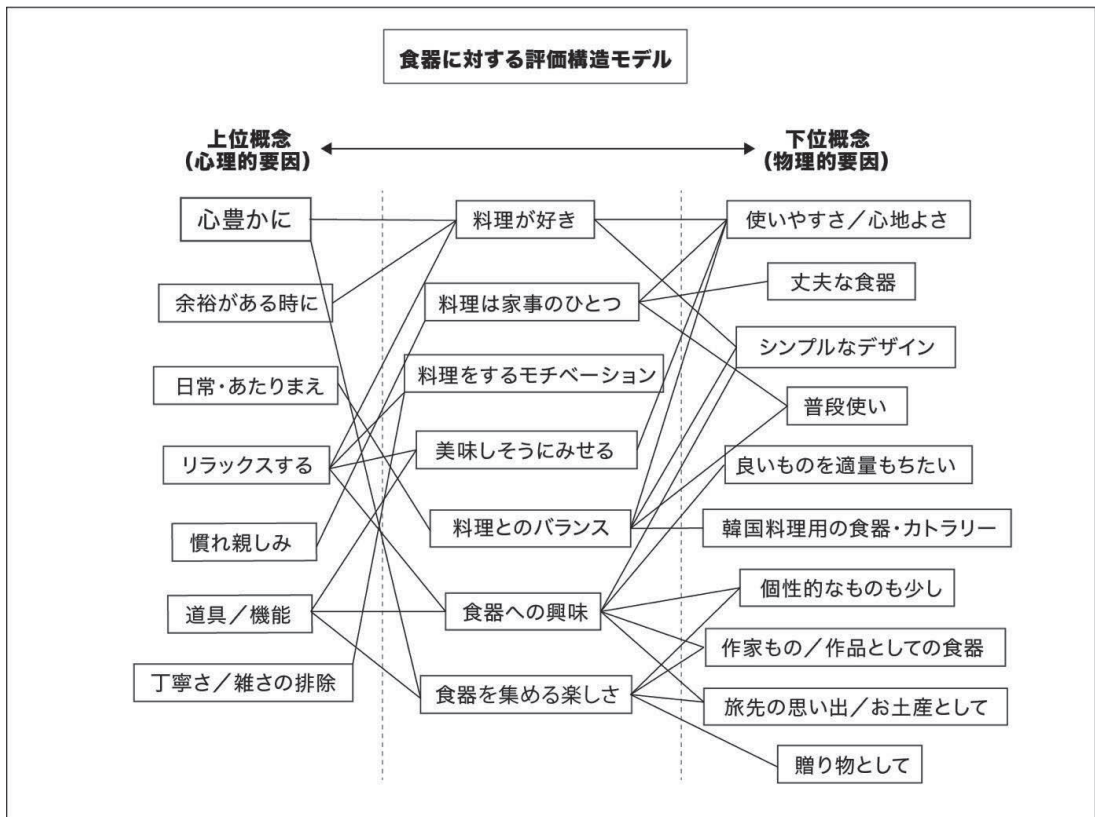 食器に対する評価構造モデル
上位概念
(心理的要因)
下位概念
(物理的要因)
心豊かに
余裕がある時に
日常・あたりまえ
リラックスする
慣れ親しみ
道具／機能
丁寧さ／雑さの排除
料理が好き
料理は家事のひとつ
料理をするモチベーション
美味しそうにみせる
料理とのバランス
食器への興味
食器を集める楽しさ
使いやすさ／心地よさ
丈夫な食器
シンプルなデザイン
普段使い
良いものを適量もちたい
韓国料理用の食器・カトラリー
個性的なものも少し
作家もの／作品としての食器
旅先の思い出／お土産として
贈り物として